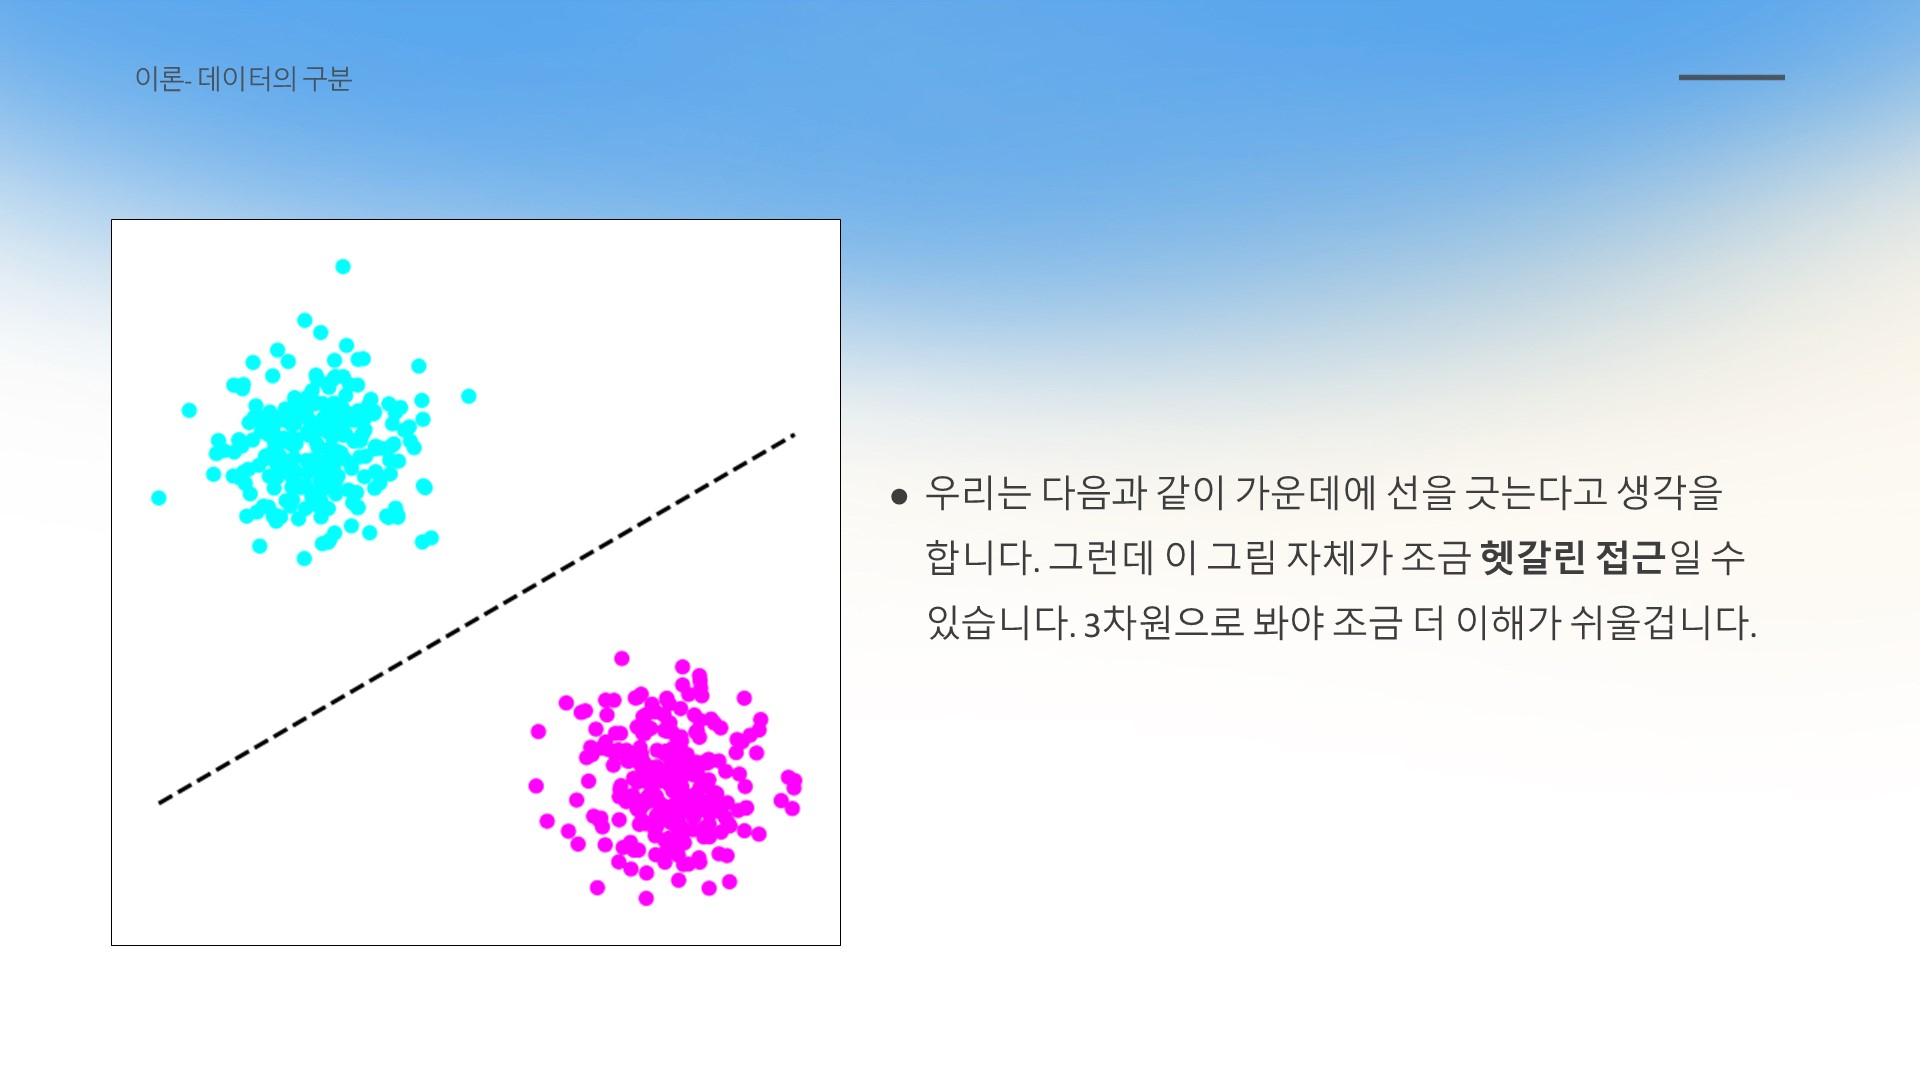 이론- 데이터의 구분
● 우리는 다음과 같이 가운데에 선을 긋는다고 생각을
합니다. 그런데 이 그림 자체가 조금 헷갈린 접근일 수
있습니다. 3차원으로 봐야 조금 더 이해가 쉬울겁니다.